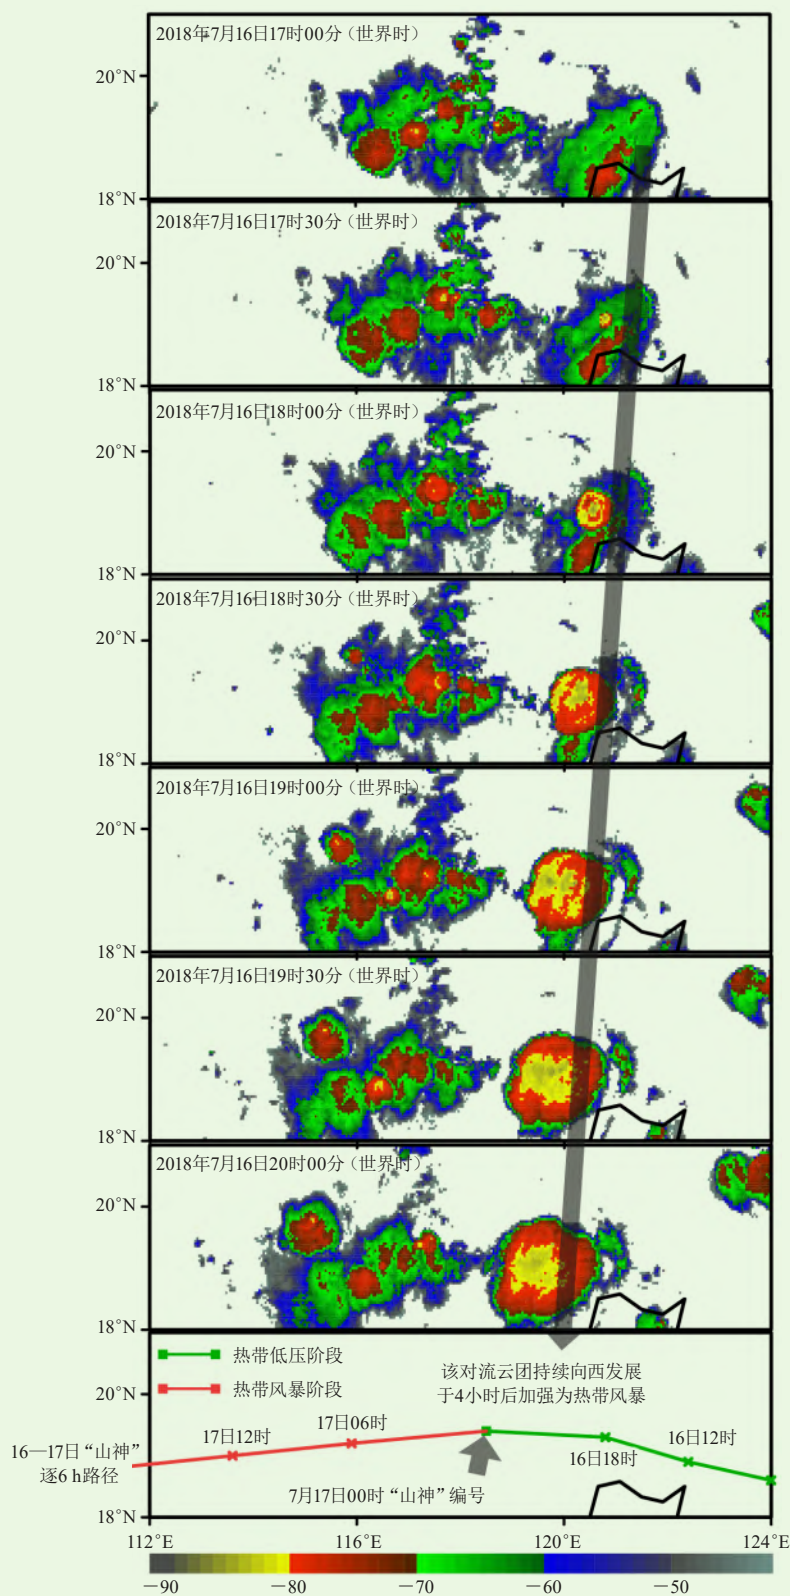 2018年7月16日17时00分（世界时）
20°N
18°N
2018年7月16日17时30分（世界时）
20°N
18°N
2018年7月16日18时00分（世界时）
20°N
18°N
2018年7月16日18时30分（世界时）
20°N
18°N
2018年7月16日19时00分（世界时）
20°N
18°N
2018年7月16日19时30分（世界时）
20°N
18°N
2018年7月16日20时00分（世界时）
20°N
18°N
热带低压阶段
热带风暴阶段
该对流云团持续向西发展
于4小时后加强为热带风暴
20°N
16—17日“山神”
逐6 h路径
17日12时
17日06时
16日18时
16日12时
7月17日00时“山神”编号
18°N
112°E 116°E 120°E 124°E
－90 －80 －70 －60 －50